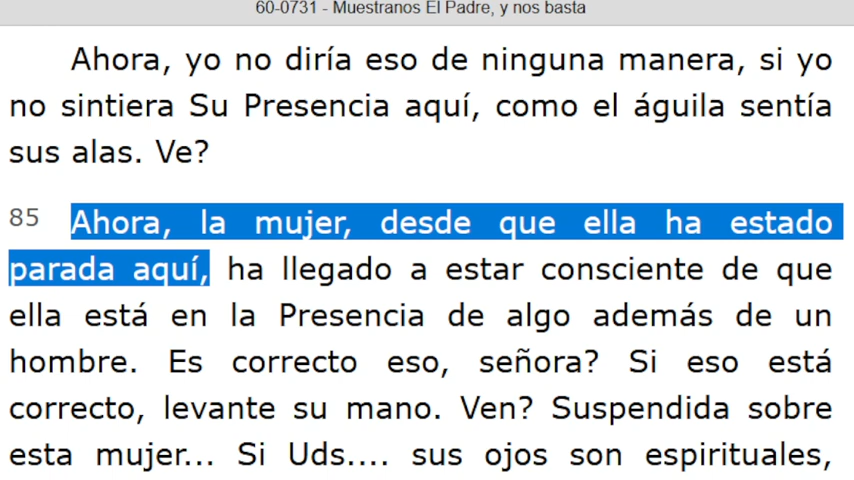 60-0731 - Muestranos El Padre, y nos basta
Ahora, yo no diría eso de ninguna manera, si yo
no sintiera Su Presencia aquí, como el águila sentía
sus alas. Ve?
85 Ahora, la mujer, desde que ella ha estado
parada aquí, ha llegado a estar consciente de que
ella está en la Presencia de algo además de un
hombre. Es correcto eso, señora? Si eso está
correcto, levante su mano. Ven? Suspendida sobre
esta mujer... Si Uds.... sus ojos son espirituales,